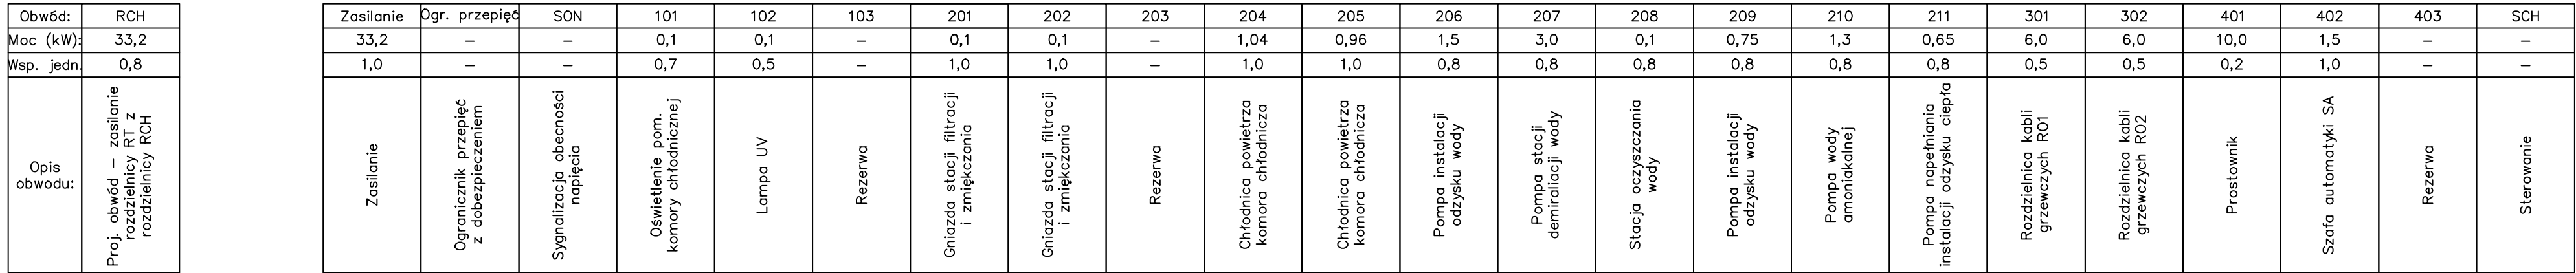 Obwód: RCH Zasilanie Ogr. przepięć SON 101 102 103 201 202 203 204 205 206 207 208 209 210 211 301 302 401 402 403 SCH
Moc (kW): 33,2 33,2 – – 0,1 0,1 – 0,1 0,1 – 1,04 0,96 1,5 3,0 0,1 0,75 1,3 0,65 6,0 6,0 10,0 1,5 – –
Wsp. jedn. 0,8 1,0 – – 0,7 0,5 – 1,0 1,0 – 1,0 1,0 0,8 0,8 0,8 0,8 0,8 0,8 0,5 0,5 0,2 1,0 – –
Opis
obwodu:
Proj. obwód – zasilanie
rozdzielnicy RT z
rozdzielnicy RCH
Zasilanie
Ogranicznik przepięć
z dobezpieczeniem
Sygnalizacja obecności
napięcia
Oświetlenie pom.
komory chłodnicznej
Lampa UV
Rezerwa
Gniazda stacji filtracji
i zmiękczania
Gniazda stacji filtracji
i zmiękczania
Rezerwa
Chłodnica powietrza
komora chłodnicza
Chłodnica powietrza
komora chłodnicza
Pompa instalacji
odzysku wody
Pompa stacji
demiraliacji wody
Stacja oczyszczania
wody
Pompa instalacji
odzysku wody
Pompa wody
amoniakalnej
Pompa napełniania
instalacji odzysku ciepła
Rozdzielnica kabli
grzewczych RO1
Rozdzielnica kabli
grzewczych RO2
Prostownik
Szafa automatyki SA
Rezerwa
Sterowanie